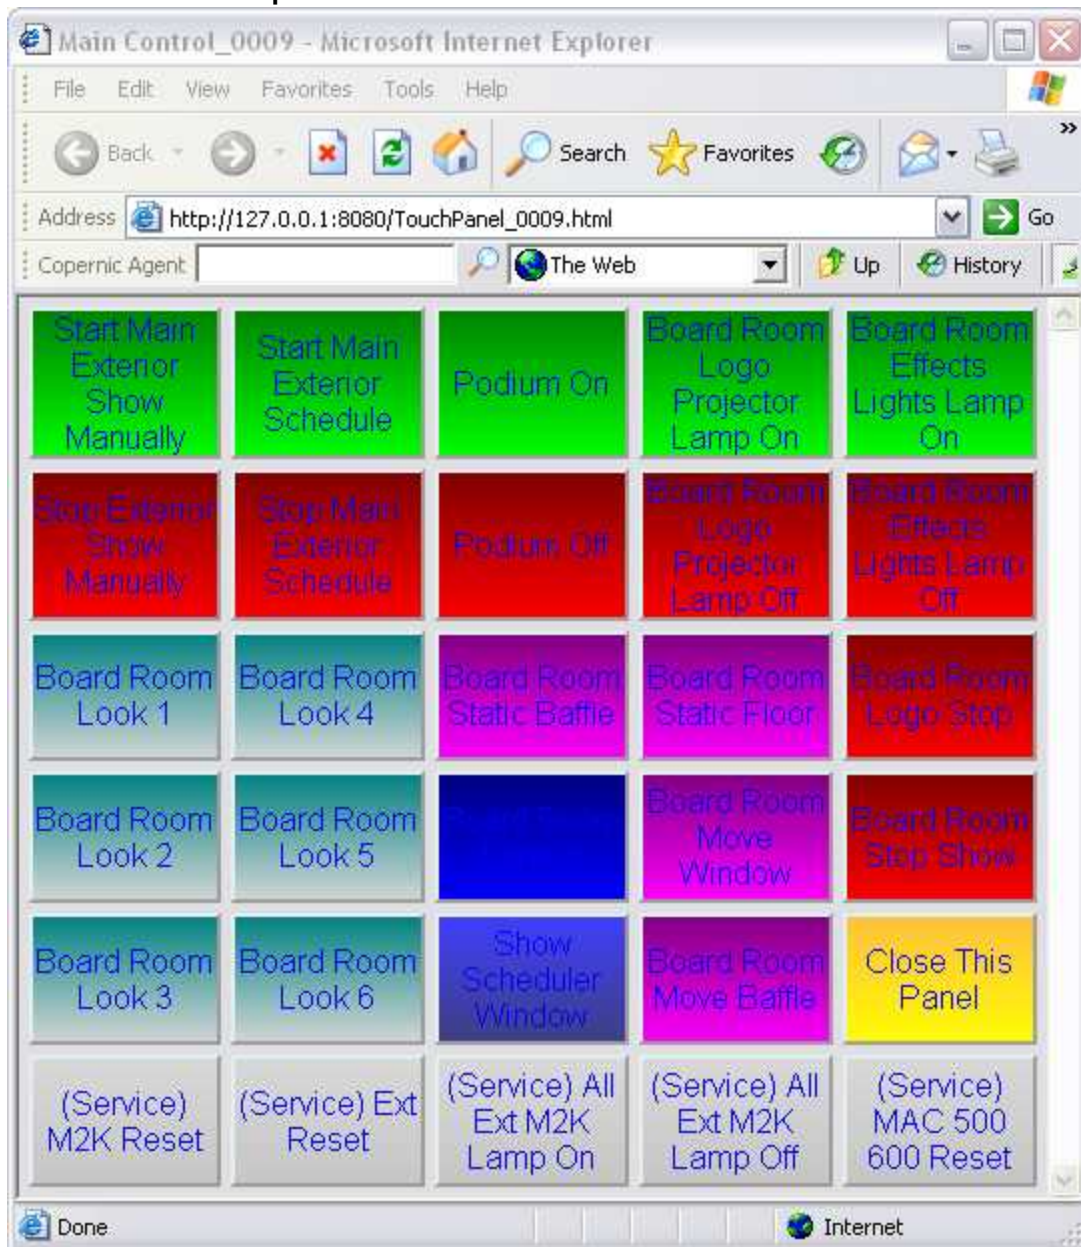 Main Control_0009 - Microsoft Internet Explorer
File Edit View Favorites Tools Help
Back Search Favorites »
Address http://127.0.0.1:8080/TouchPanel_0009.html Go
Copernic Agent The Web Up History
Start Main
Exterior
Show
Manually
Start Main
Exterior
Schedule
Podium On
Board Room
Logo
Projector
Lamp On
Board Room
Effects
Lights Lamp
On
Stop Exterior
Show
Manually
Stop Main
Exterior
Schedule
Podium Off
Board Room
Logo
Projector
Lamp Off
Board Room
Effects
Lights Lamp
Off
Board Room
Look 1
Board Room
Look 4
Board Room
Static Baffle
Board Room
Static Floor
Board Room
Logo Stop
Board Room
Look 2
Board Room
Look 5
Board Room
Board Room
Move
Window
Board Room
Stop Show
Board Room
Look 3
Board Room
Look 6
Show
Scheduler
Window
Board Room
Move Baffle
Close This
Panel
(Service)
M2K Reset
(Service) Ext
Reset
(Service) All
Ext M2K
Lamp On
(Service) All
Ext M2K
Lamp Off
(Service)
MAC 500
600 Reset
Done Internet